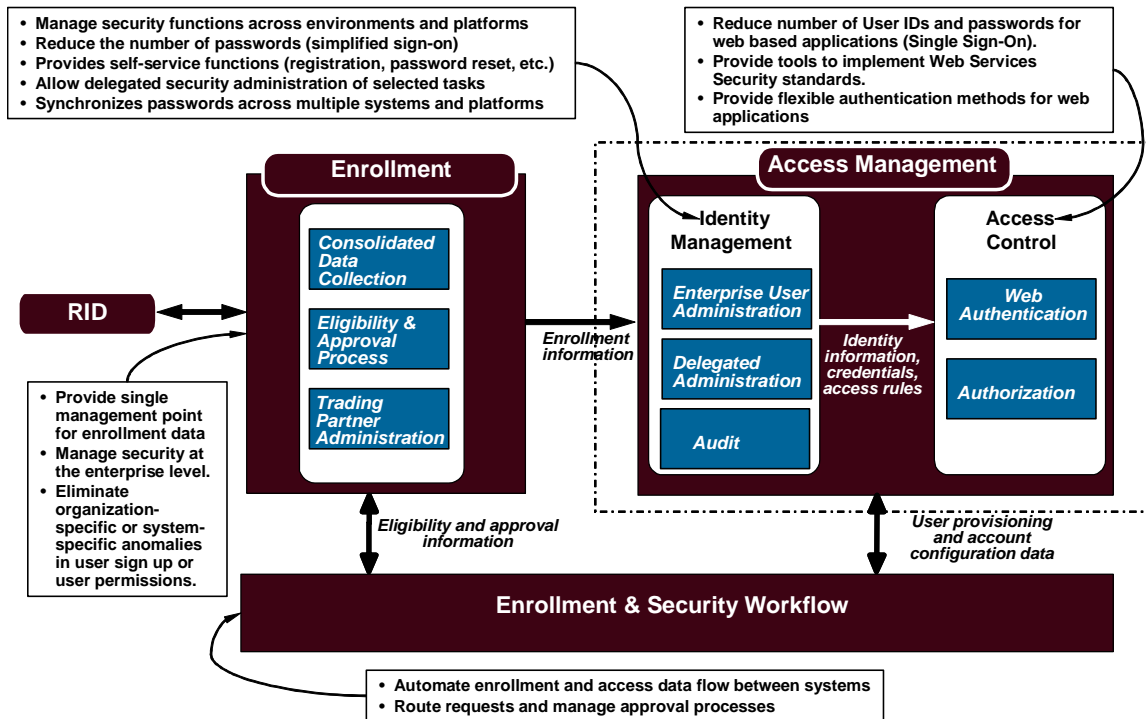 • Manage security functions across environments and platforms
• Reduce the number of passwords (simplified sign-on)
• Provides self-service functions (registration, password reset, etc.)
• Allow delegated security administration of selected tasks
• Synchronizes passwords across multiple systems and platforms
• Reduce number of User IDs and passwords for
web based applications (Single Sign-On).
• Provide tools to implement Web Services
Security standards.
• Provide flexible authentication methods for web
applications
Enrollment
Consolidated
Data
Collection
Eligibility &
Approval
Process
Trading
Partner
Administration
RID
Enrollment
information
Access Management
Identity
Management
Enterprise User
Administration
Delegated
Administration
Audit
Identity
information,
credentials,
access rules
Access
Control
Web
Authentication
Authorization
• Provide single
management point
for enrollment data
• Manage security at
the enterprise level.
• Eliminate
organization-
specific or system-
specific anomalies
in user sign up or
user permissions.
Eligibility and approval
information
User provisioning
and account
configuration data
Enrollment & Security Workflow
• Automate enrollment and access data flow between systems
• Route requests and manage approval processes